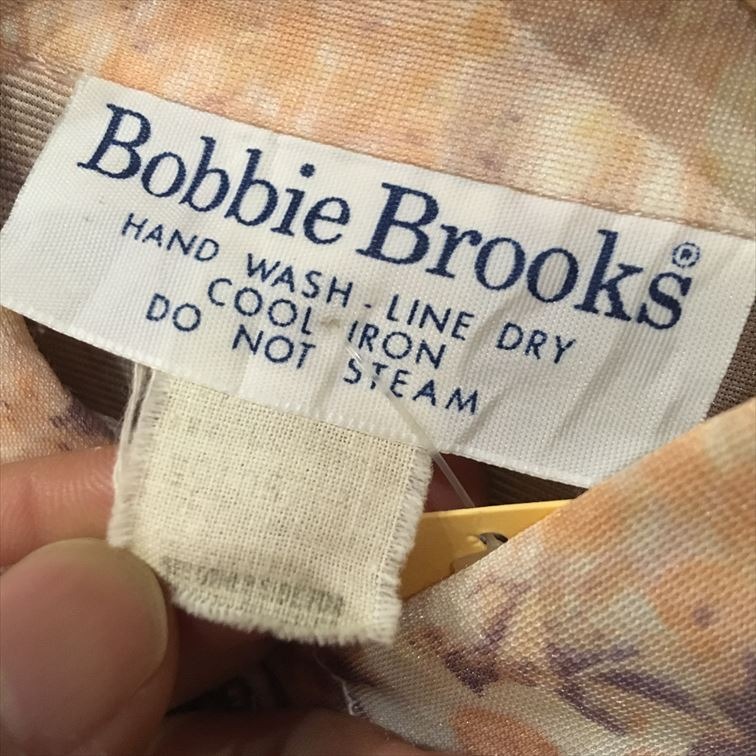 Bobbie Brooks®
HAND WASH - LINE DRY
COOL IRON
DO NOT STEAM